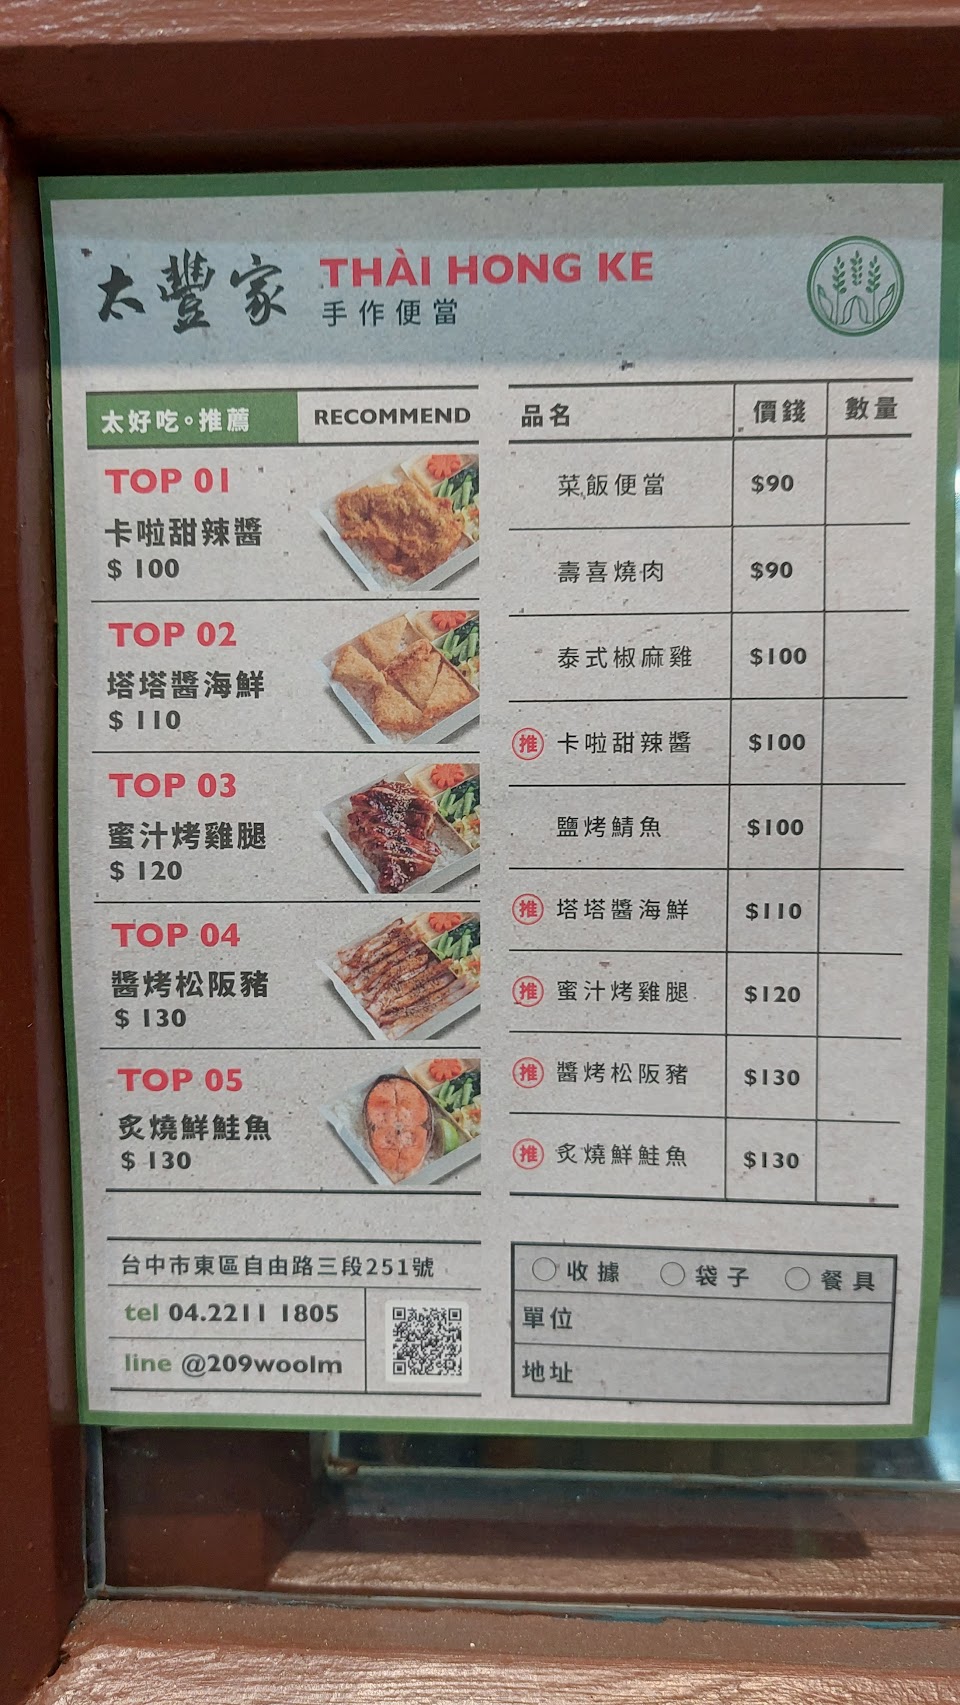 太豐家
THÀI HONG KE
手作便當
太好吃。推薦 RECOMMEND
TOP 01
卡啦甜辣醬
$ 100
TOP 02
塔塔醬海鮮
$ 110
TOP 03
蜜汁烤雞腿
$ 120
TOP 04
醬烤松阪豬
$ 130
TOP 05
炙燒鮮鮭魚
$ 130
台中市東區自由路三段251號
tel 04.2211 1805
line @209woolm
品名 價錢 數量
菜飯便當 $90
壽喜燒肉 $90
泰式椒麻雞 $100
推 卡啦甜辣醬 $100
鹽烤鯖魚 $100
推 塔塔醬海鮮 $110
推 蜜汁烤雞腿 $120
推 醬烤松阪豬 $130
推 炙燒鮮鮭魚 $130
收據 袋子 餐具
單位
地址